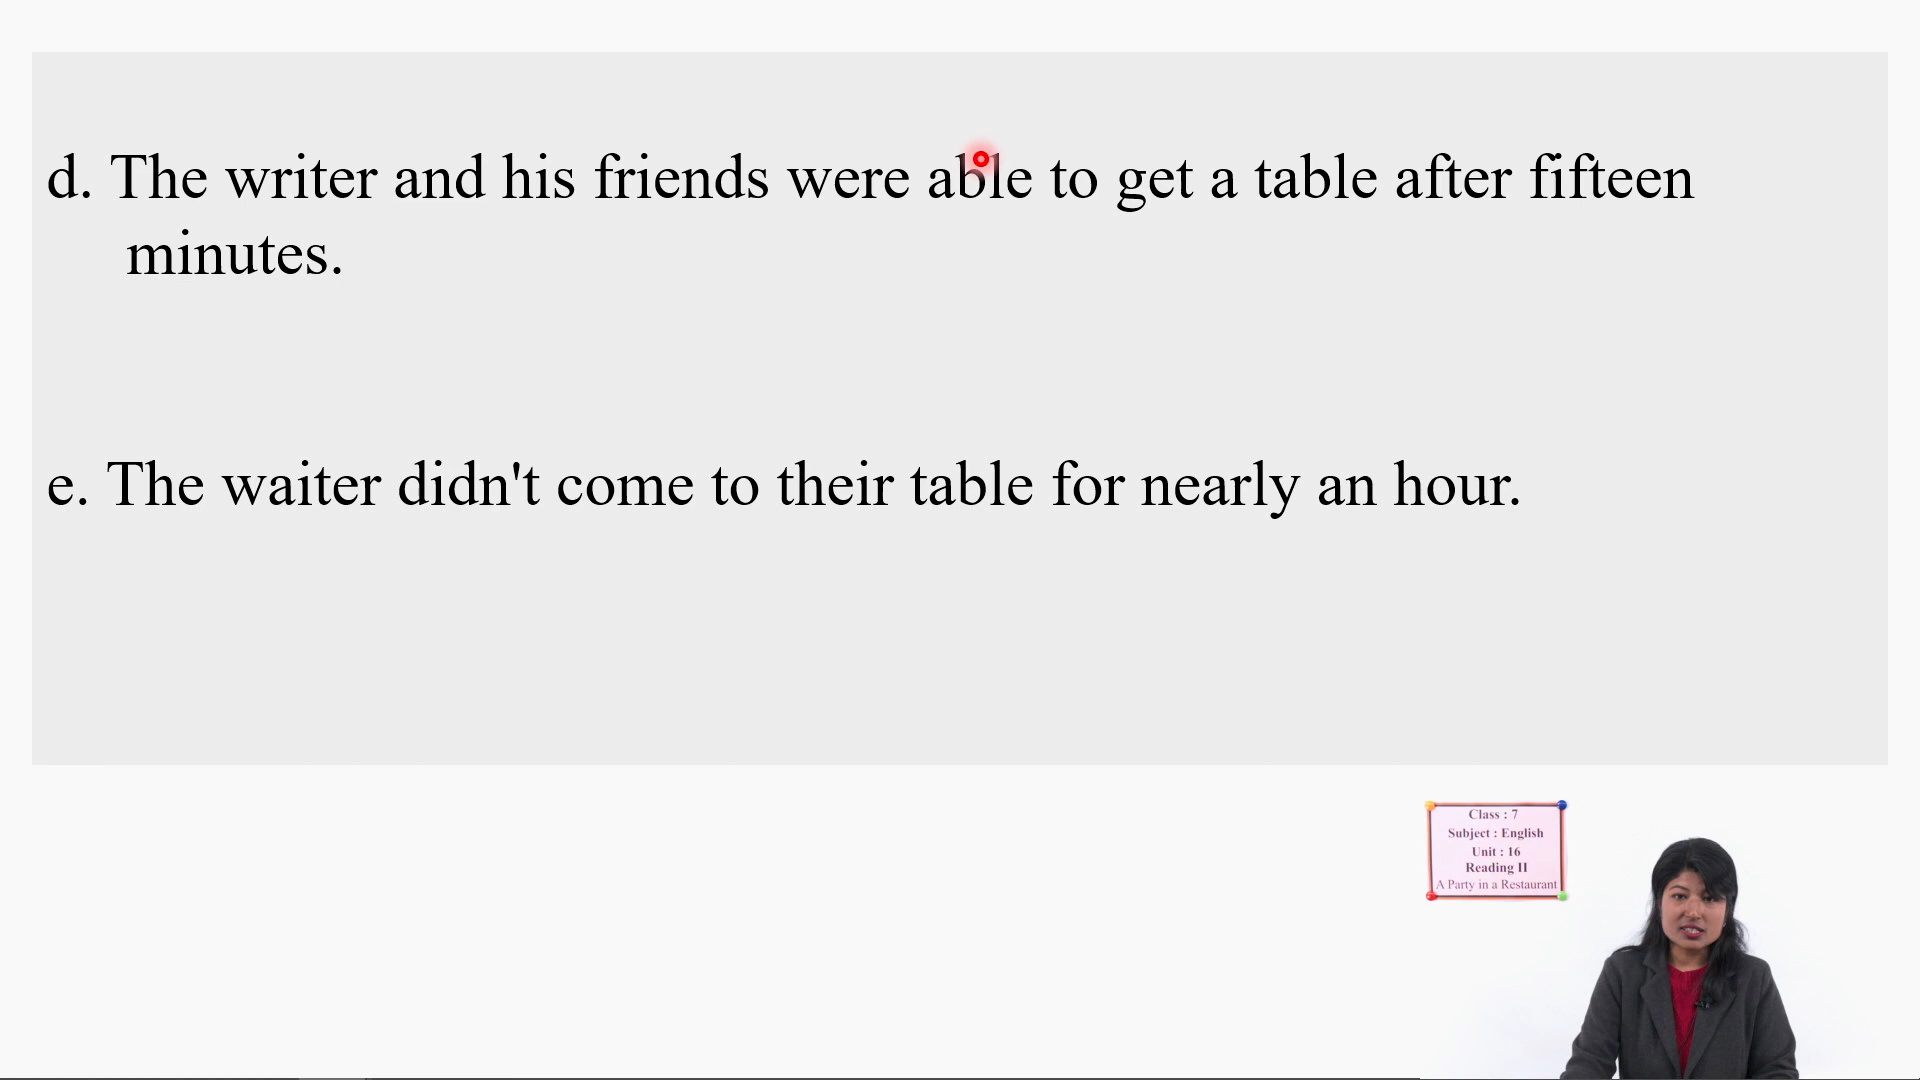 d. The writer and his friends were able to get a table after fifteen
minutes.
e. The waiter didn't come to their table for nearly an hour.
Class : 7
Subject : English
Unit : 16
Reading II
A Party in a Restaurant